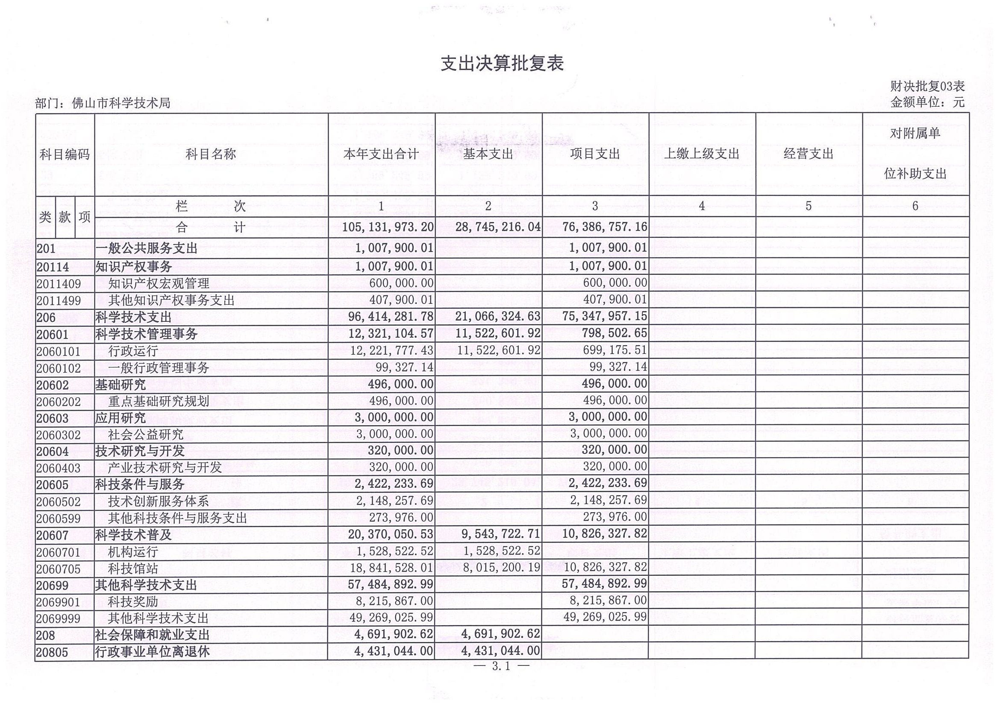 支出决算批复表
财决批复03表
部门：佛山市科学技术局
金额单位：元
科目编码 科目名称 本年支出合计 基本支出 项目支出 上缴上级支出 经营支出 对附属单位补助支出
类 款 项 栏 次 1 2 3 4 5 6
合 计 105,131,973.20 28,745,216.04 76,386,757.16
201 一般公共服务支出 1,007,900.01 1,007,900.01
20114 知识产权事务 1,007,900.01 1,007,900.01
2011409 知识产权宏观管理 600,000.00 600,000.00
2011499 其他知识产权事务支出 407,900.01 407,900.01
206 科学技术支出 96,414,281.78 21,066,324.63 75,347,957.15
20601 科学技术管理事务 12,321,104.57 11,522,601.92 798,502.65
2060101 行政运行 12,221,777.43 11,522,601.92 699,175.51
2060102 一般行政管理事务 99,327.14 99,327.14
20602 基础研究 496,000.00 496,000.00
2060202 重点基础研究规划 496,000.00 496,000.00
20603 应用研究 3,000,000.00 3,000,000.00
2060302 社会公益研究 3,000,000.00 3,000,000.00
20604 技术研究与开发 320,000.00 320,000.00
2060403 产业技术研究与开发 320,000.00 320,000.00
20605 科技条件与服务 2,422,233.69 2,422,233.69
2060502 技术创新服务体系 2,148,257.69 2,148,257.69
2060599 其他科技条件与服务支出 273,976.00 273,976.00
20607 科学技术普及 20,370,050.53 9,543,722.71 10,826,327.82
2060701 机构运行 1,528,522.52 1,528,522.52
2060705 科技馆站 18,841,528.01 8,015,200.19 10,826,327.82
20699 其他科学技术支出 57,484,892.99 57,484,892.99
2069901 科技奖励 8,215,867.00 8,215,867.00
2069999 其他科学技术支出 49,269,025.99 49,269,025.99
208 社会保障和就业支出 4,691,902.62 4,691,902.62
20805 行政事业单位离退休 4,431,044.00 4,431,044.00
— 3.1 —